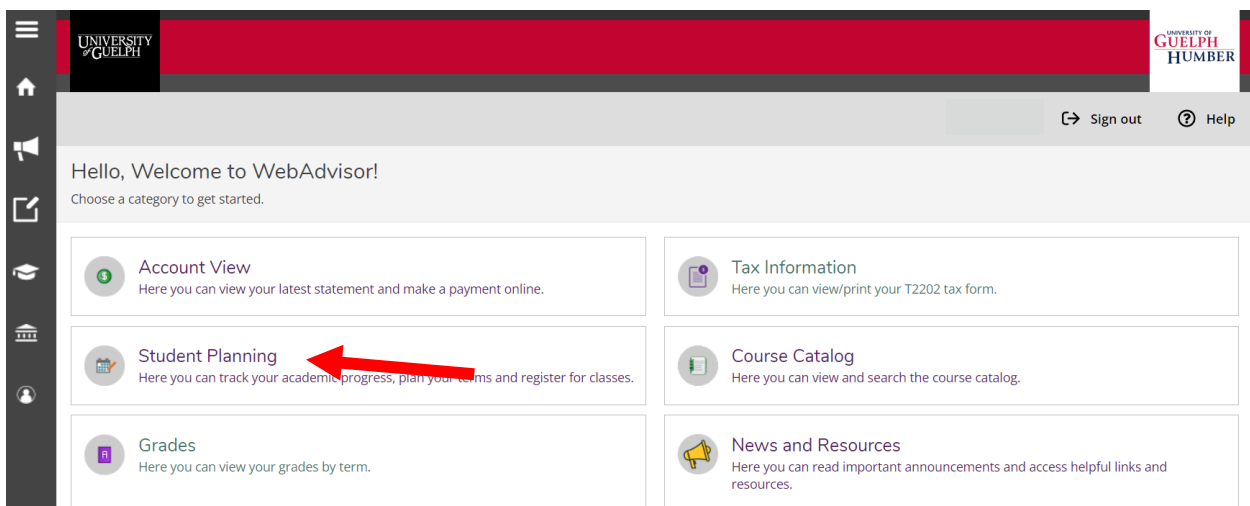 UNIVERSITY
of GUELPH
UNIVERSITY OF
GUELPH
HUMBER
Sign out
? Help
Hello, Welcome to WebAdvisor!
Choose a category to get started.
Account View
Here you can view your latest statement and make a payment online.
Tax Information
Here you can view/print your T2202 tax form.
Student Planning
Here you can track your academic progress, plan your terms and register for classes.
Course Catalog
Here you can view and search the course catalog.
Grades
Here you can view your grades by term.
News and Resources
Here you can read important announcements and access helpful links and
resources.